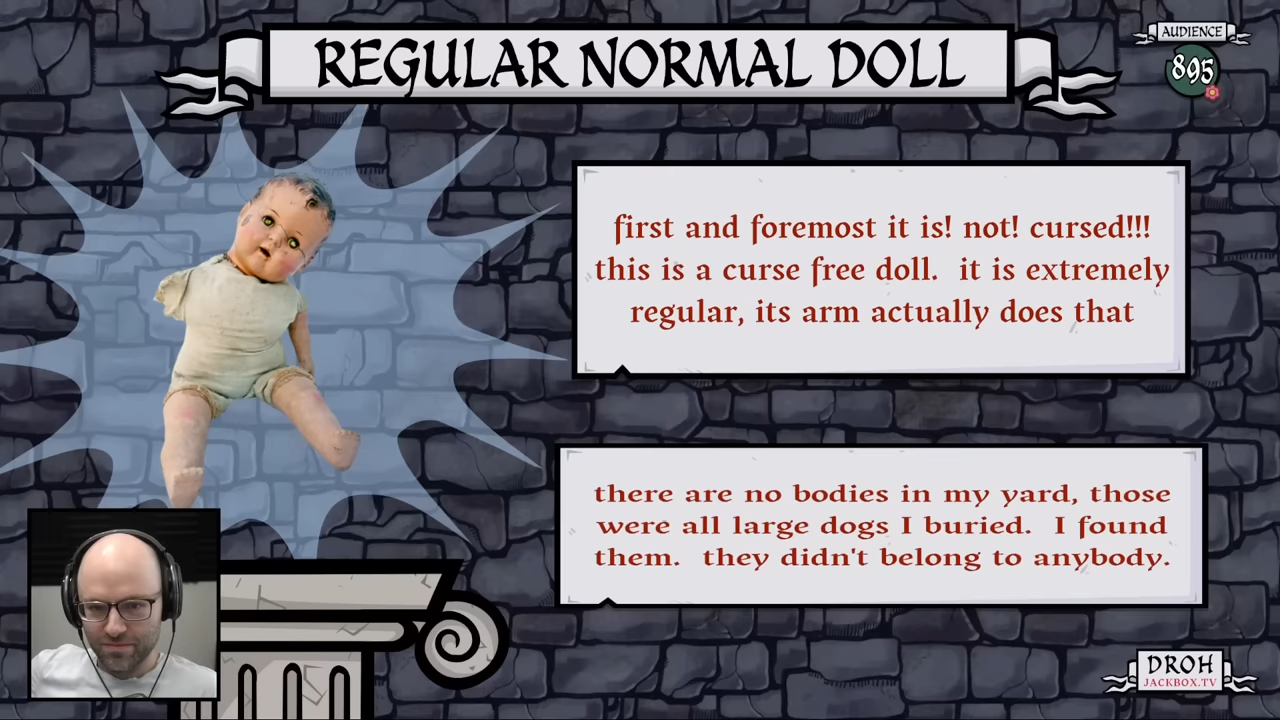 REGULAR NORMAL DOLL
AUDIENCE
895
first and foremost it is! not! cursed!!!
this is a curse free doll.  it is extremely
regular, its arm actually does that
there are no bodies in my yard, those
were all large dogs I buried.  I found
them.  they didn't belong to anybody.
DROH
JACKBOX.TV